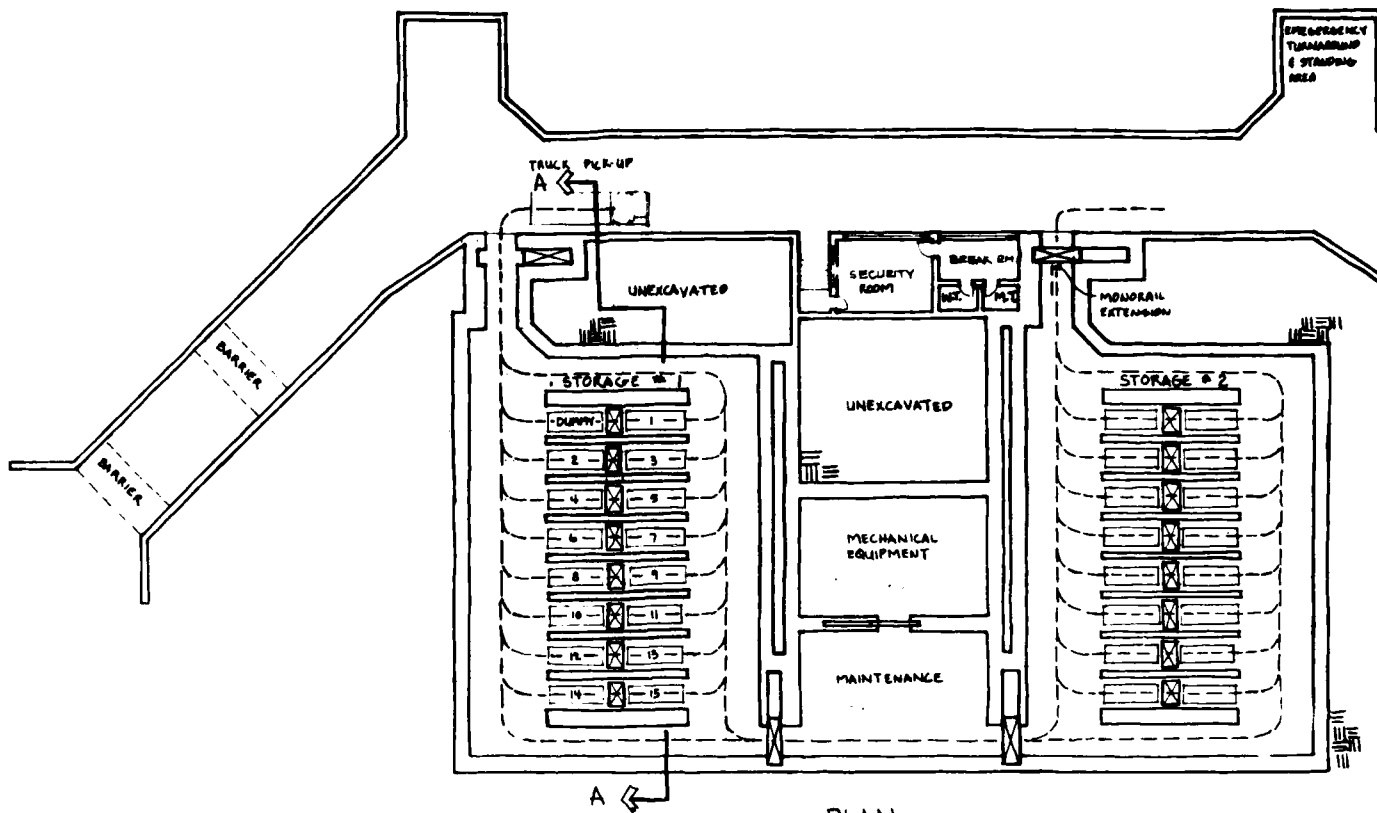 EMEGERGENCY
TURNAROUND
& STANDING
AREA
TRUCK PICK-UP
A
UNEXCAVATED
SECURITY
ROOM
BREAK RM
W.T.
M.T.
MONORAIL
EXTENSION
BARRIER
BARRIER
STORAGE # 1
STORAGE # 2
DUMMY 1
2 3
4 5
6 7
8 9
10 11
12 13
14 15
UNEXCAVATED
MECHANICAL
EQUIPMENT
MAINTENANCE
A
PLAN